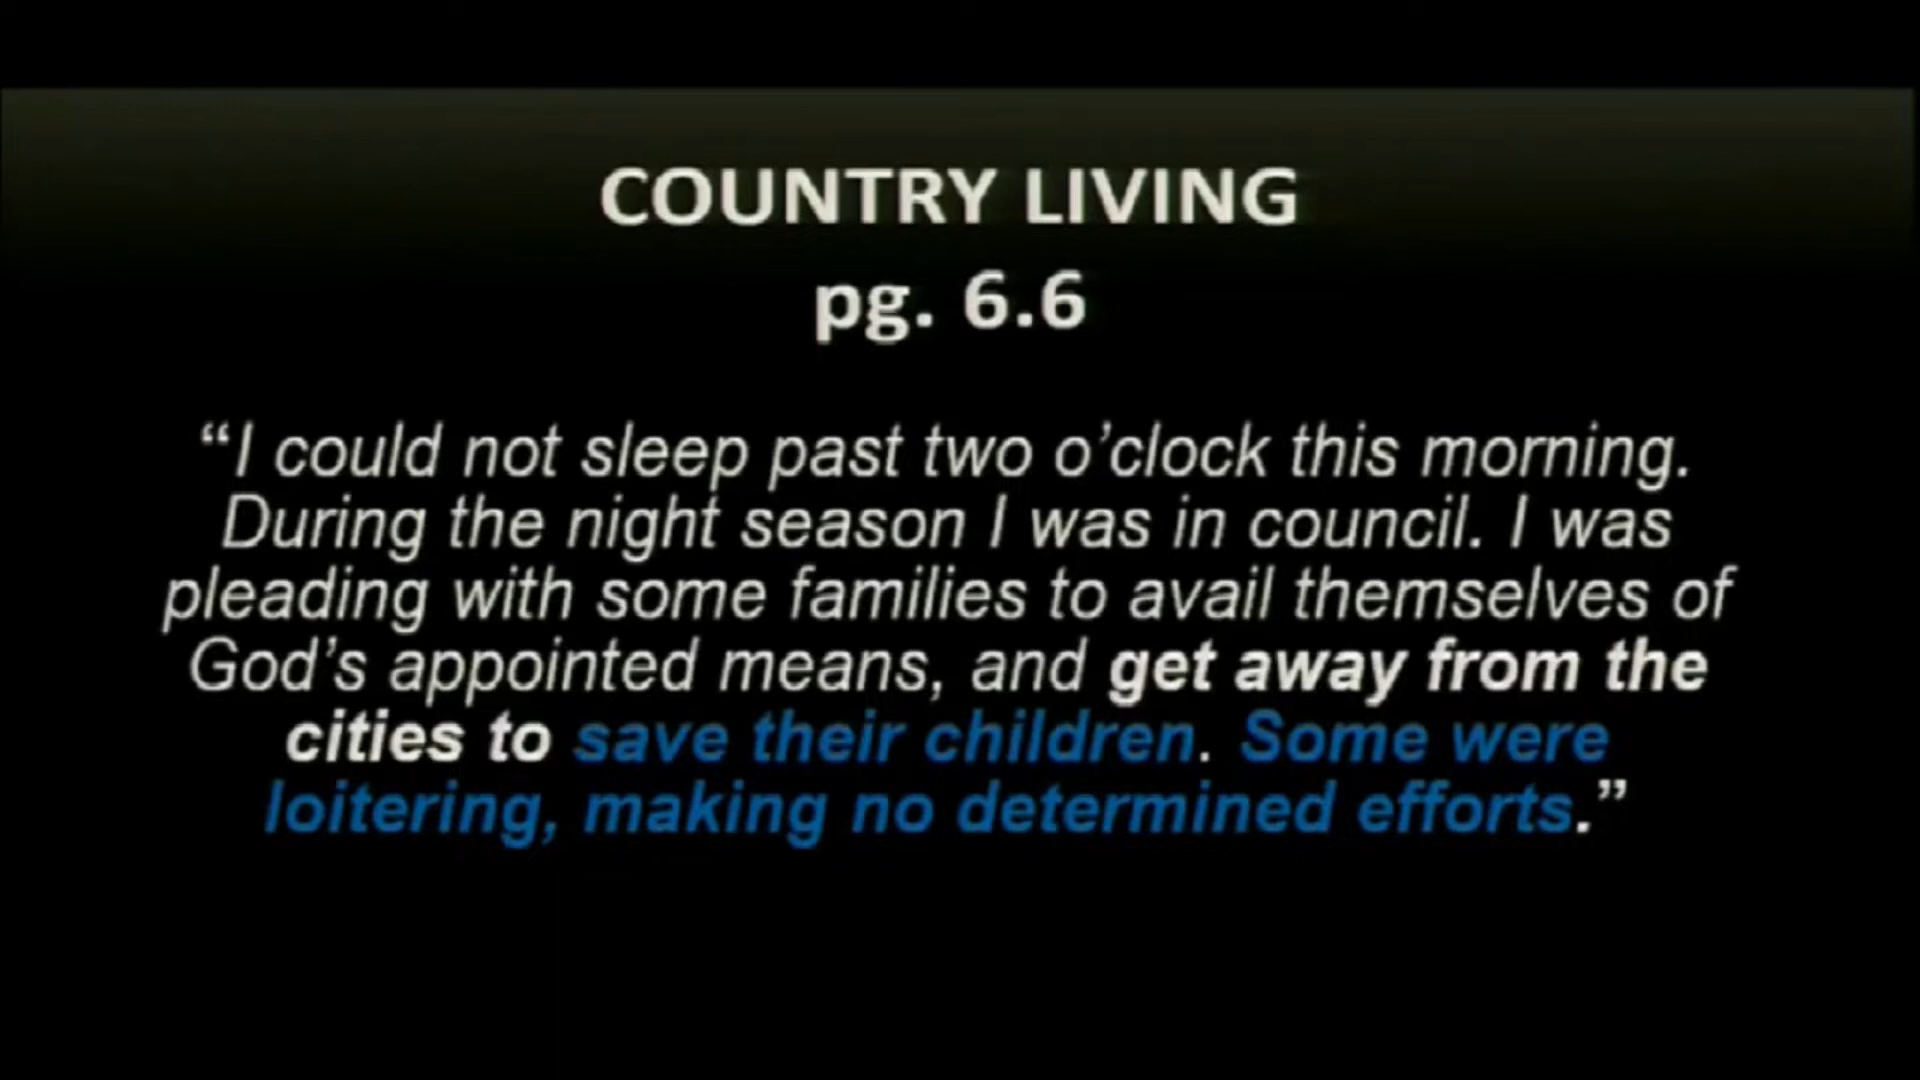 COUNTRY LIVING
pg. 6.6
“I could not sleep past two o’clock this morning.
During the night season I was in council. I was
pleading with some families to avail themselves of
God’s appointed means, and get away from the
cities to save their children. Some were
loitering, making no determined efforts.”